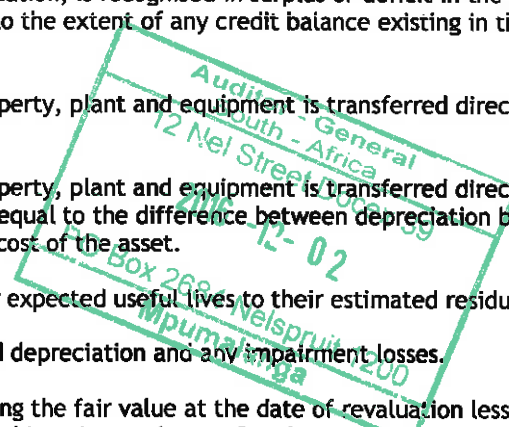 ation, is recognised in surplus or deficit in the
to the extent of any credit balance existing in t
perty, plant and equipment is transferred direc
perty, plant and equipment is transferred direc
equal to the difference between depreciation b
cost of the asset.
r expected useful lives to their estimated residu
d depreciation and any impairment losses.
ng the fair value at the date of revaluation less
Auditor - General
South - Africa
12 Nel Street Docex 59
2016 -12- 02
PO Box 2684 Nelspruit 1200
Mpumalanga